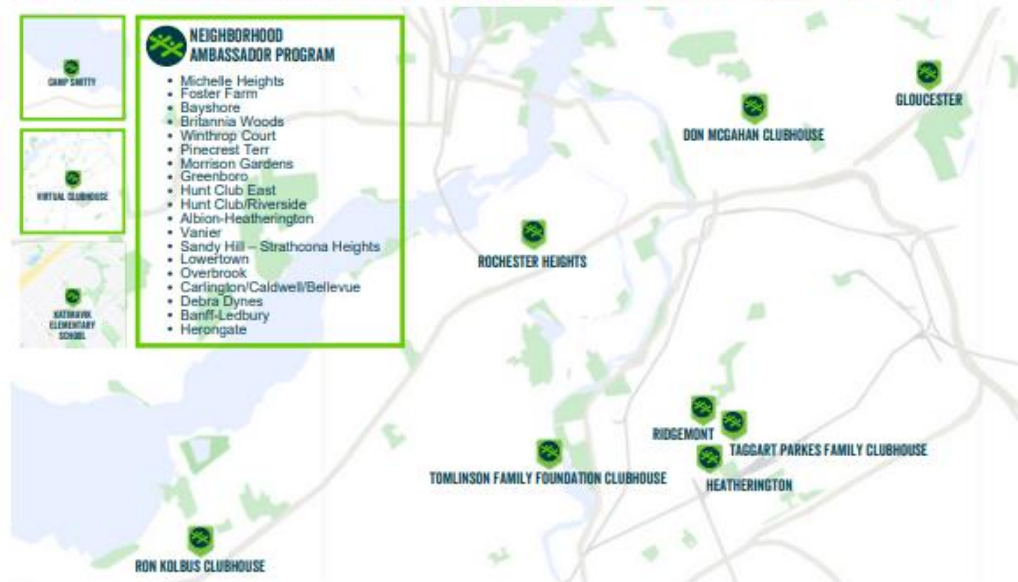 CAMP SMITTY
VIRTUAL CLUBHOUSE
KATIMAVIK
ELEMENTARY
SCHOOL
NEIGHBORHOOD
AMBASSADOR PROGRAM
• Michelle Heights
• Foster Farm
• Bayshore
• Britannia Woods
• Winthrop Court
• Pinecrest Terr
• Morrison Gardens
• Greenboro
• Hunt Club East
• Hunt Club/Riverside
• Albion-Heatherington
• Vanier
• Sandy Hill – Strathcona Heights
• Lowertown
• Overbrook
• Carlington/Caldwell/Bellevue
• Debra Dynes
• Banff-Ledbury
• Herongate
GLOUCESTER
DON MCGAHAN CLUBHOUSE
ROCHESTER HEIGHTS
RIDGEMONT
TAGGART PARKES FAMILY CLUBHOUSE
TOMLINSON FAMILY FOUNDATION CLUBHOUSE
HEATHERINGTON
RON KOLBUS CLUBHOUSE